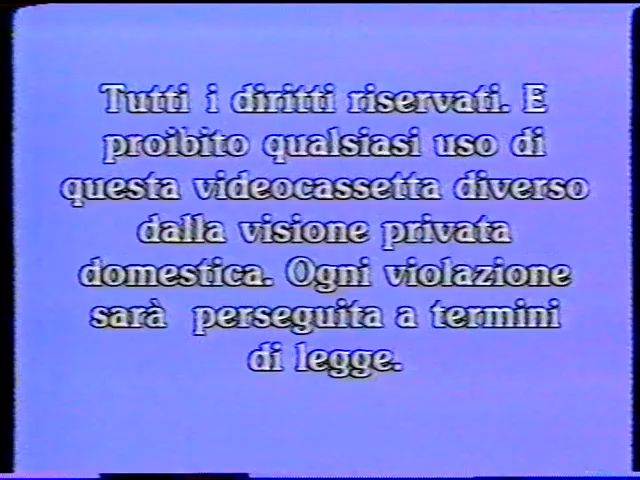 Tutti i diritti riservati. E
proibito qualsiasi uso di
questa videocassetta diverso
dalla visione privata
domestica. Ogni violazione
sarà perseguita a termini
di legge.